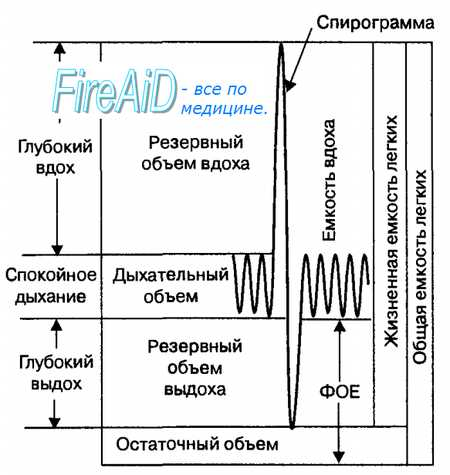 Спирограмма
FireAiD
- все по
медицине.
Глубокий
вдох
Резервный
объем вдоха
Емкость вдоха
Жизненная емкость легких
Общая емкость легких
Спокойное
дыхание
Дыхательный
объем
Глубокий
выдох
Резервный
объем
выдоха
ФОЕ
Остаточный объем